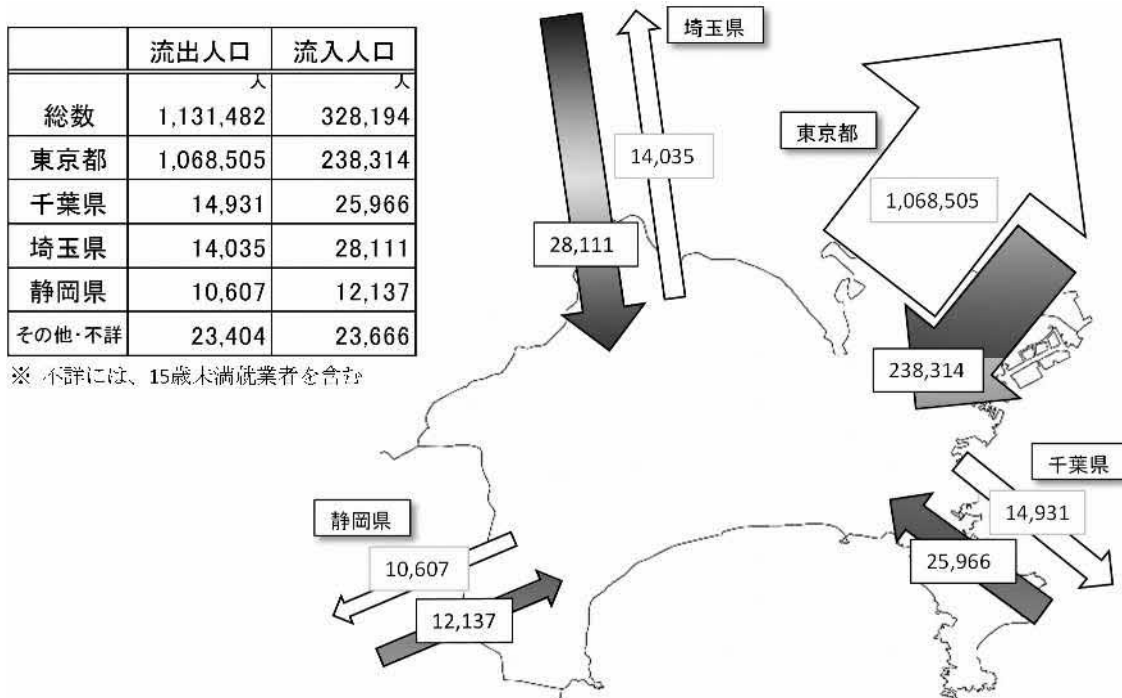 流出人口 流入人口
人 人
総数 1,131,482 328,194
東京都 1,068,505 238,314
千葉県 14,931 25,966
埼玉県 14,035 28,111
静岡県 10,607 12,137
その他・不詳 23,404 23,666
※ 不詳には、15歳未満就業者を含む
埼玉県
14,035
28,111
東京都
1,068,505
238,314
千葉県
14,931
25,966
静岡県
10,607
12,137